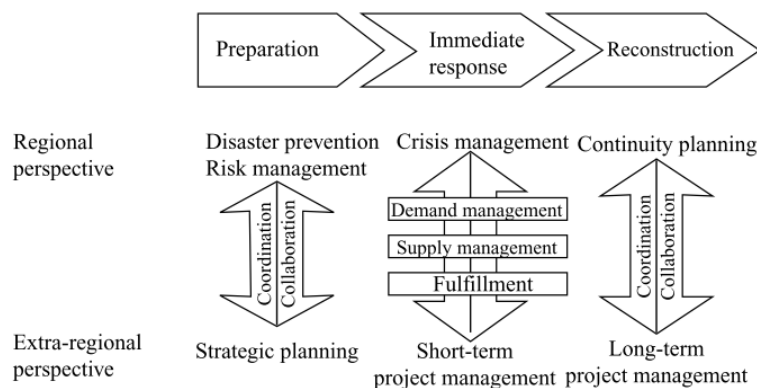 Preparation
Immediate
response
Reconstruction
Regional
perspective
Disaster prevention
Risk management
Crisis management
Continuity planning
Coordination
Collaboration
Demand management
Supply management
Fulfillment
Coordination
Collaboration
Extra-regional
perspective
Strategic planning
Short-term
project management
Long-term
project management